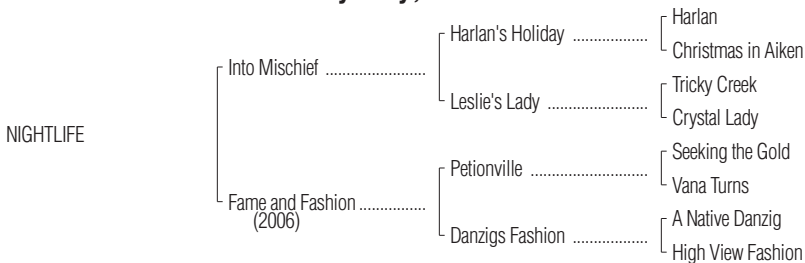 Harlan
Harlan's Holiday .................
Christmas in Aiken
Into Mischief ........................
Tricky Creek
Leslie's Lady .......................
Crystal Lady
NIGHTLIFE
Seeking the Gold
Petionville ...........................
Vana Turns
Fame and Fashion ................
(2006)
A Native Danzig
Danzigs Fashion .................
High View Fashion